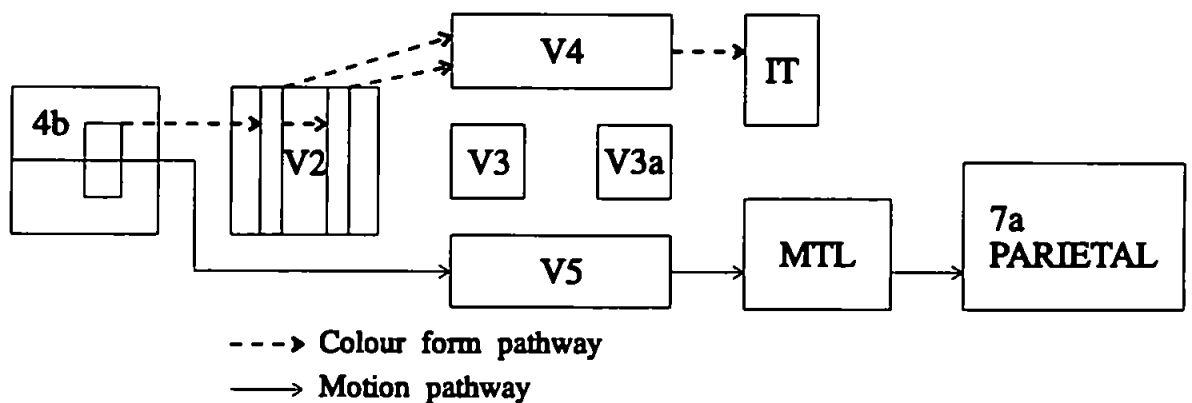 V4
IT
4b
V2
V3
V3a
7a
PARIETAL
MTL
V5
Colour form pathway
Motion pathway